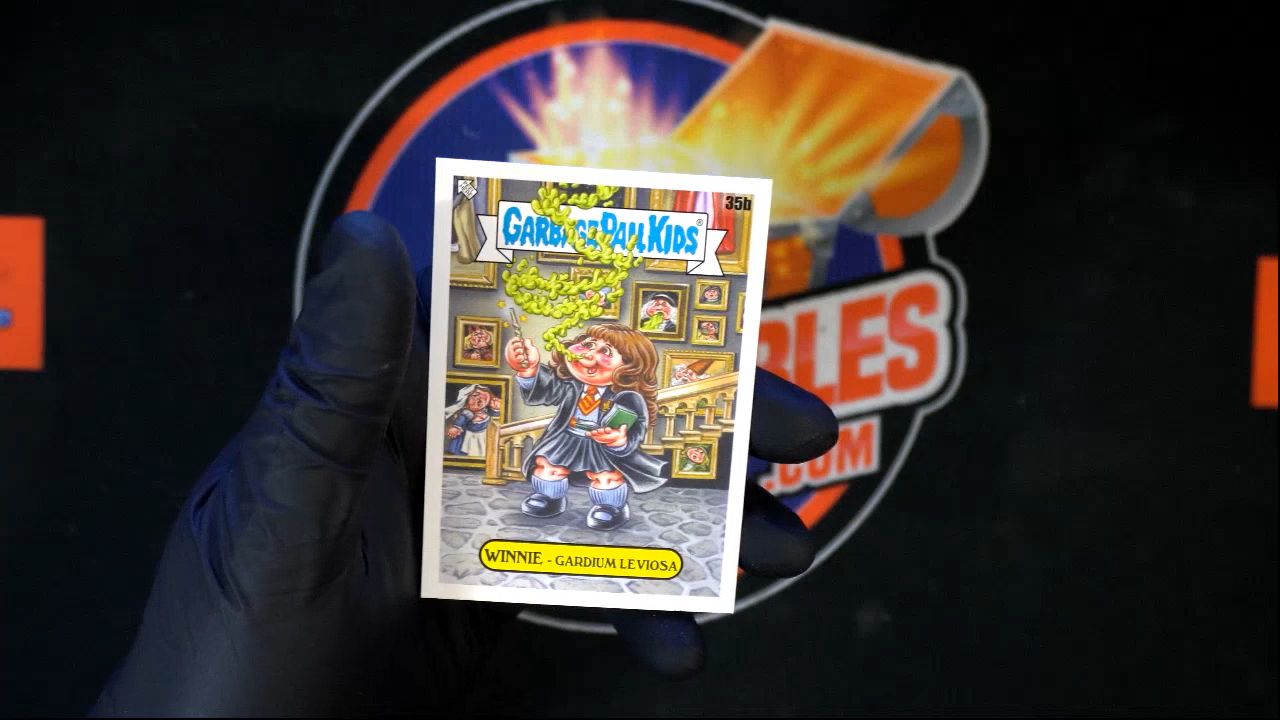 35b
GARBAGE PAIL KIDS®
BLES
.COM
WINNIE - GARDIUM LEVIOSA